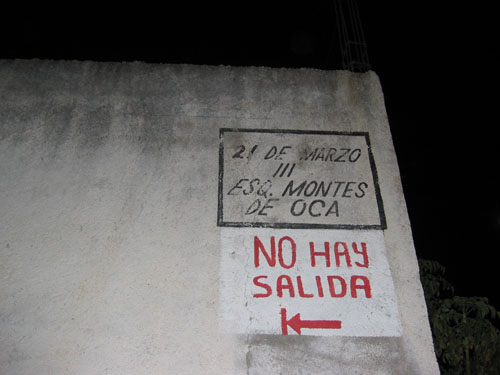 21 DE MARZO
111
ESQ. MONTES
DE OCA
NO HAY
SALIDA